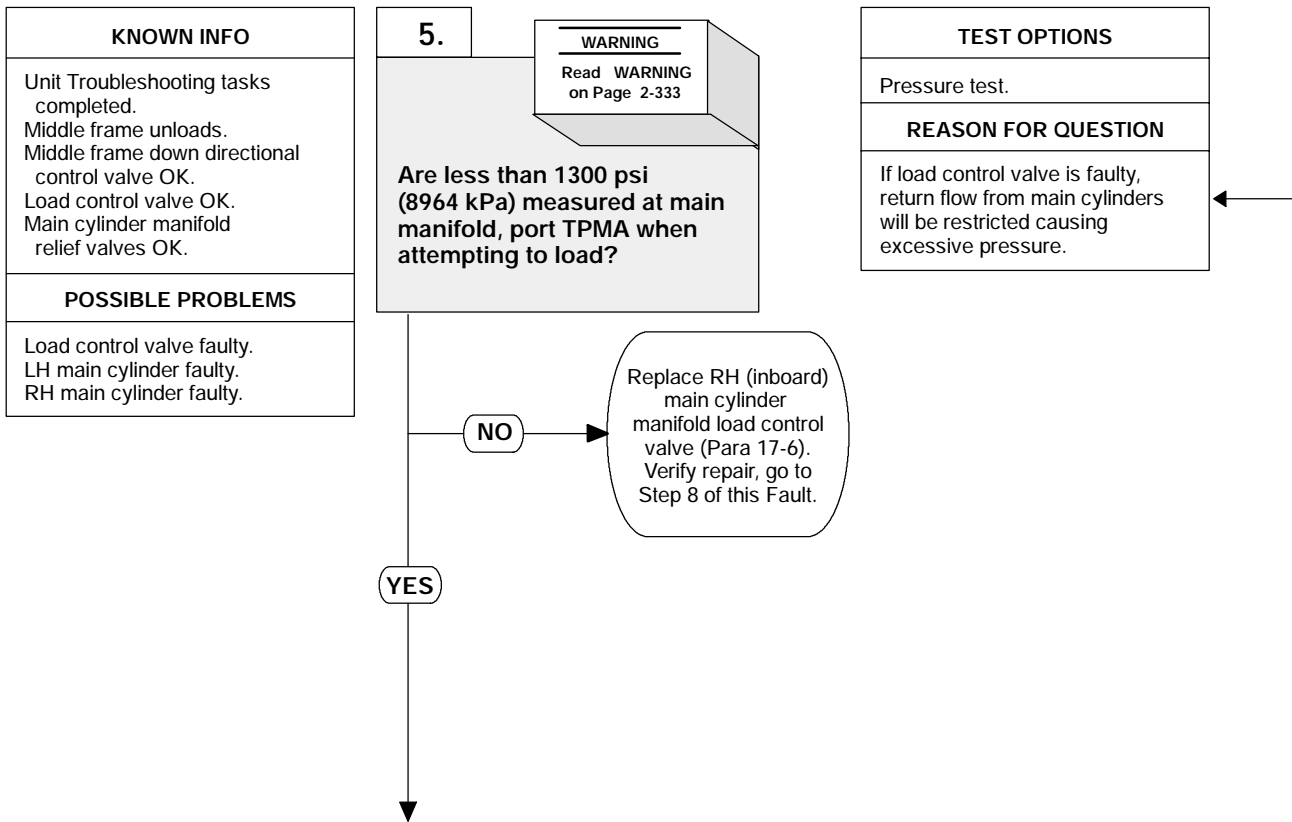 KNOWN INFO
Unit Troubleshooting tasks
completed.
Middle frame unloads.
Middle frame down directional
control valve OK.
Load control valve OK.
Main cylinder manifold
relief valves OK.
POSSIBLE PROBLEMS
Load control valve faulty.
LH main cylinder faulty.
RH main cylinder faulty.
5.
WARNING
Read WARNING
on Page 2-333
Are less than 1300 psi
(8964 kPa) measured at main
manifold, port TPMA when
attempting to load?
TEST OPTIONS
Pressure test.
REASON FOR QUESTION
If load control valve is faulty,
return flow from main cylinders
will be restricted causing
excessive pressure.
NO
Replace RH (inboard)
main cylinder
manifold load control
valve (Para 17-6).
Verify repair, go to
Step 8 of this Fault.
YES